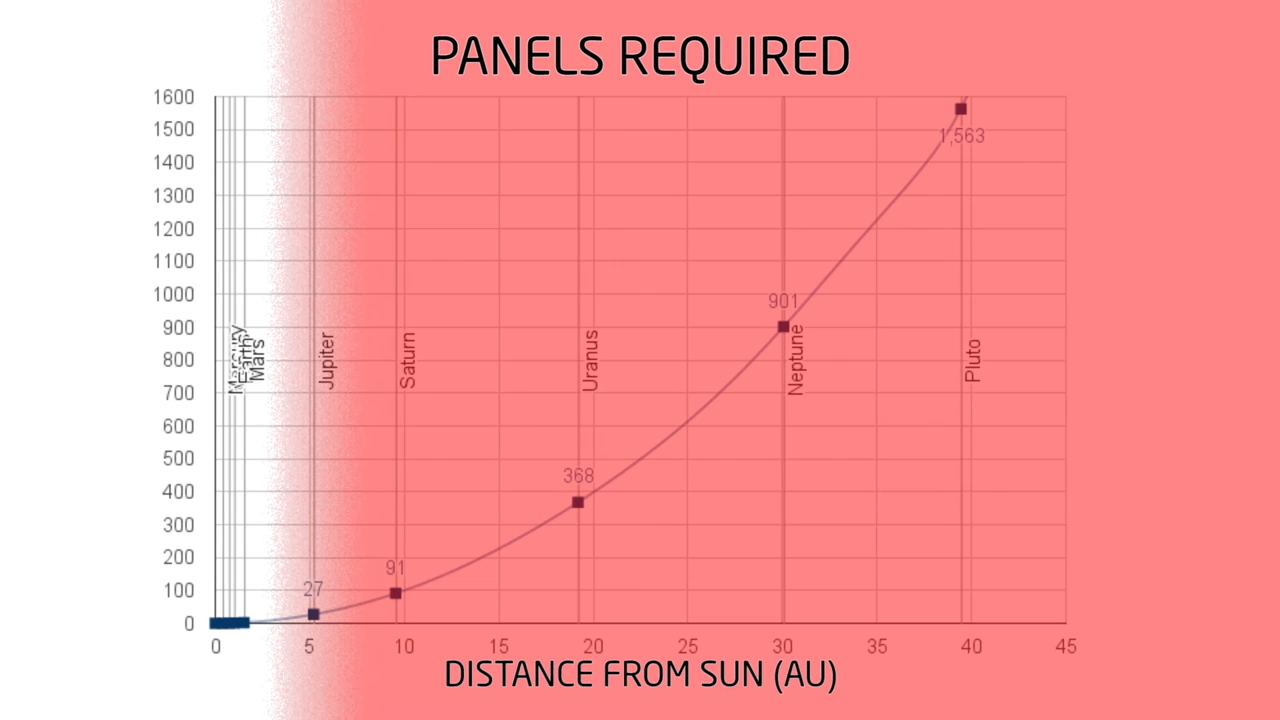 PANELS REQUIRED
1600
1500
1400
1300
1200
1100
1000
900
800
700
600
500
400
300
200
100
0
1,563
901
368
91
27
Mercury
Earth
Mars
Jupiter
Saturn
Uranus
Neptune
Pluto
0 5 10 15 20 25 30 35 40 45
DISTANCE FROM SUN (AU)